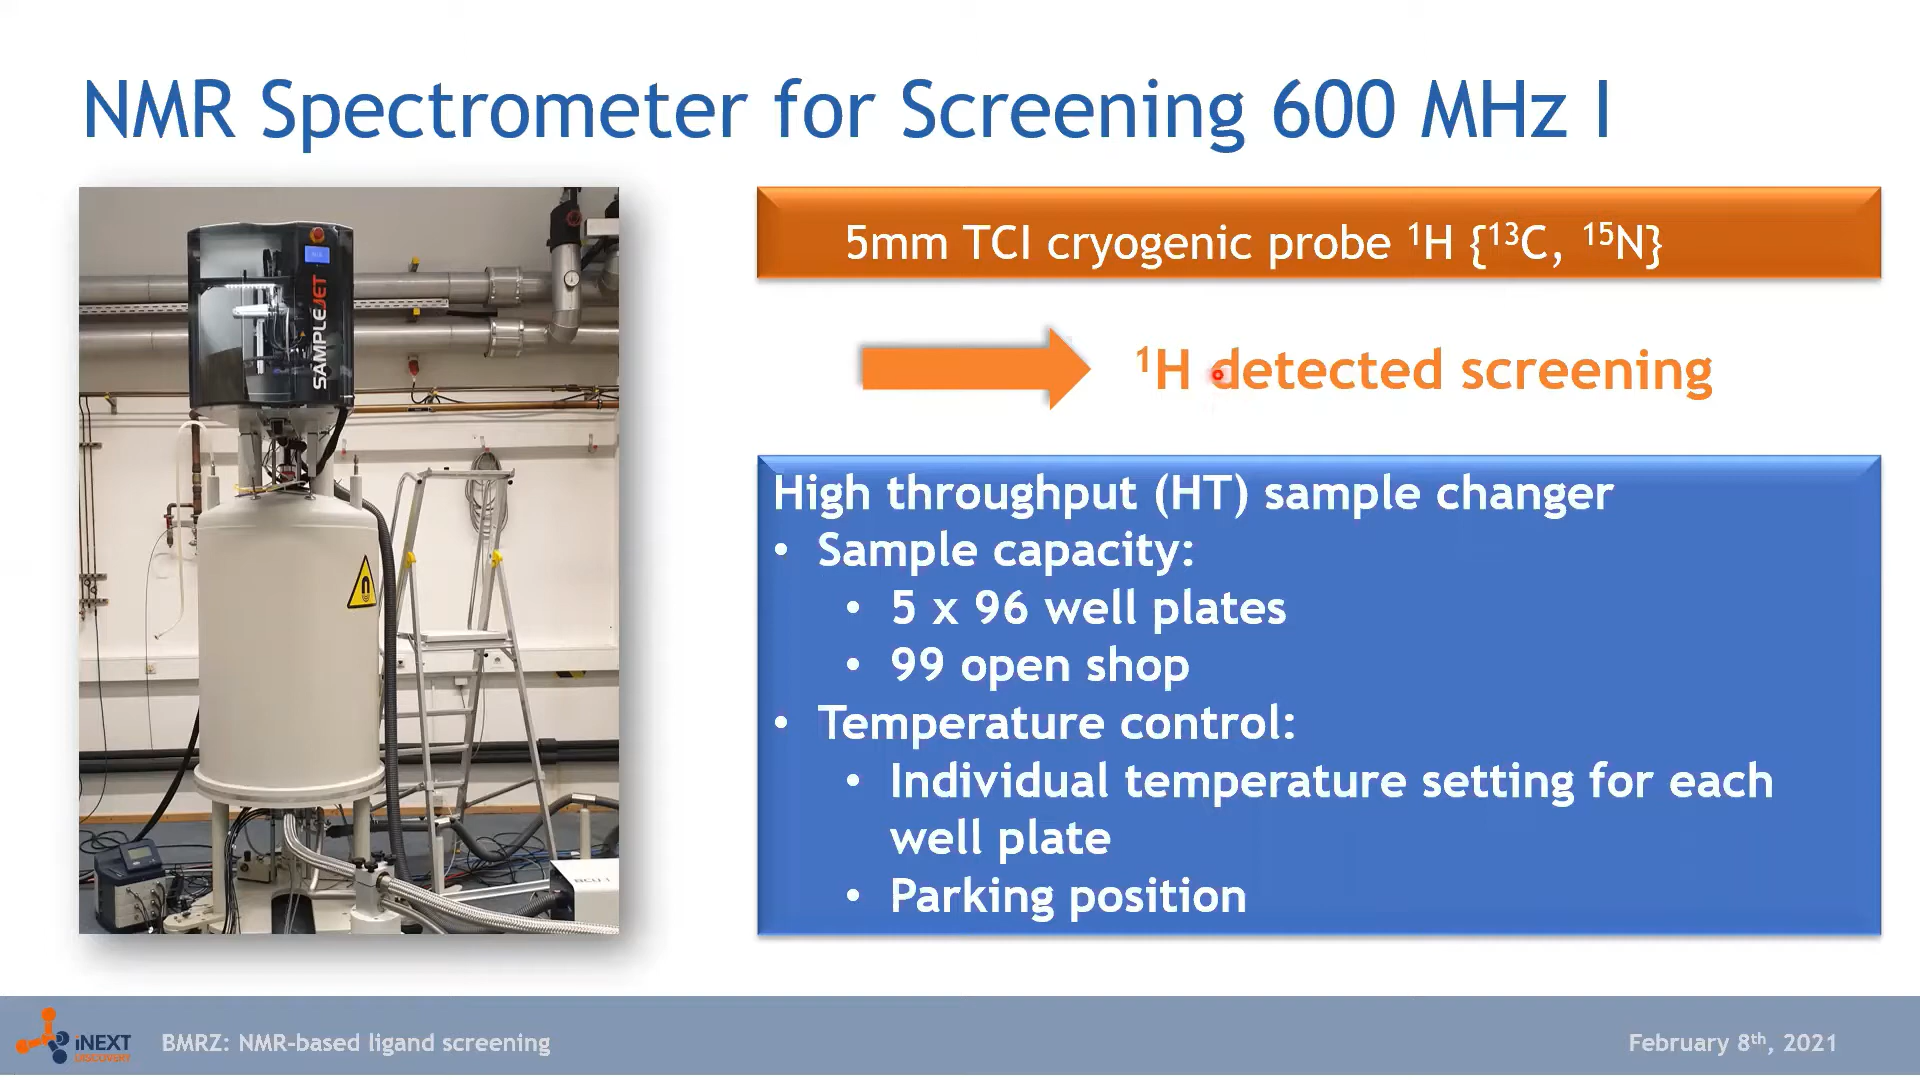 NMR Spectrometer for Screening 600 MHz I
SAMPLEJET
5mm TCI cryogenic probe ¹H {¹³C, ¹⁵N}
¹H detected screening
High throughput (HT) sample changer
• Sample capacity:
• 5 x 96 well plates
• 99 open shop
• Temperature control:
• Individual temperature setting for each
well plate
• Parking position
BCU I
iNEXT
DISCOVERY
BMRZ: NMR-based ligand screening
February 8ᵗʰ, 2021